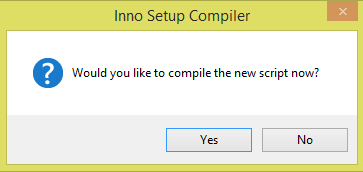 Inno Setup Compiler
Would you like to compile the new script now?
Yes
No